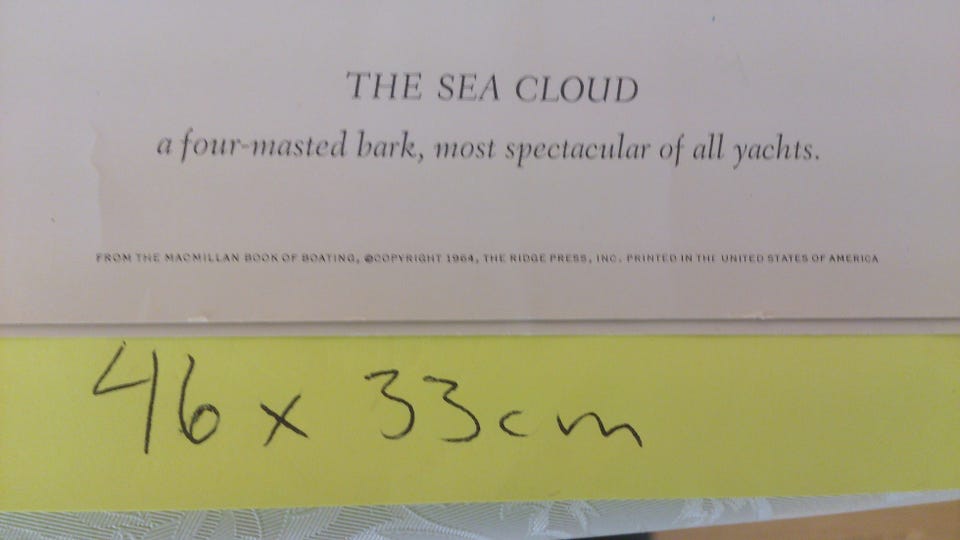 THE SEA CLOUD
a four-masted bark, most spectacular of all yachts.
FROM THE MACMILLAN BOOK OF BOATING, ©COPYRIGHT 1964, THE RIDGE PRESS, INC. PRINTED IN THE UNITED STATES OF AMERICA
46 x 33cm